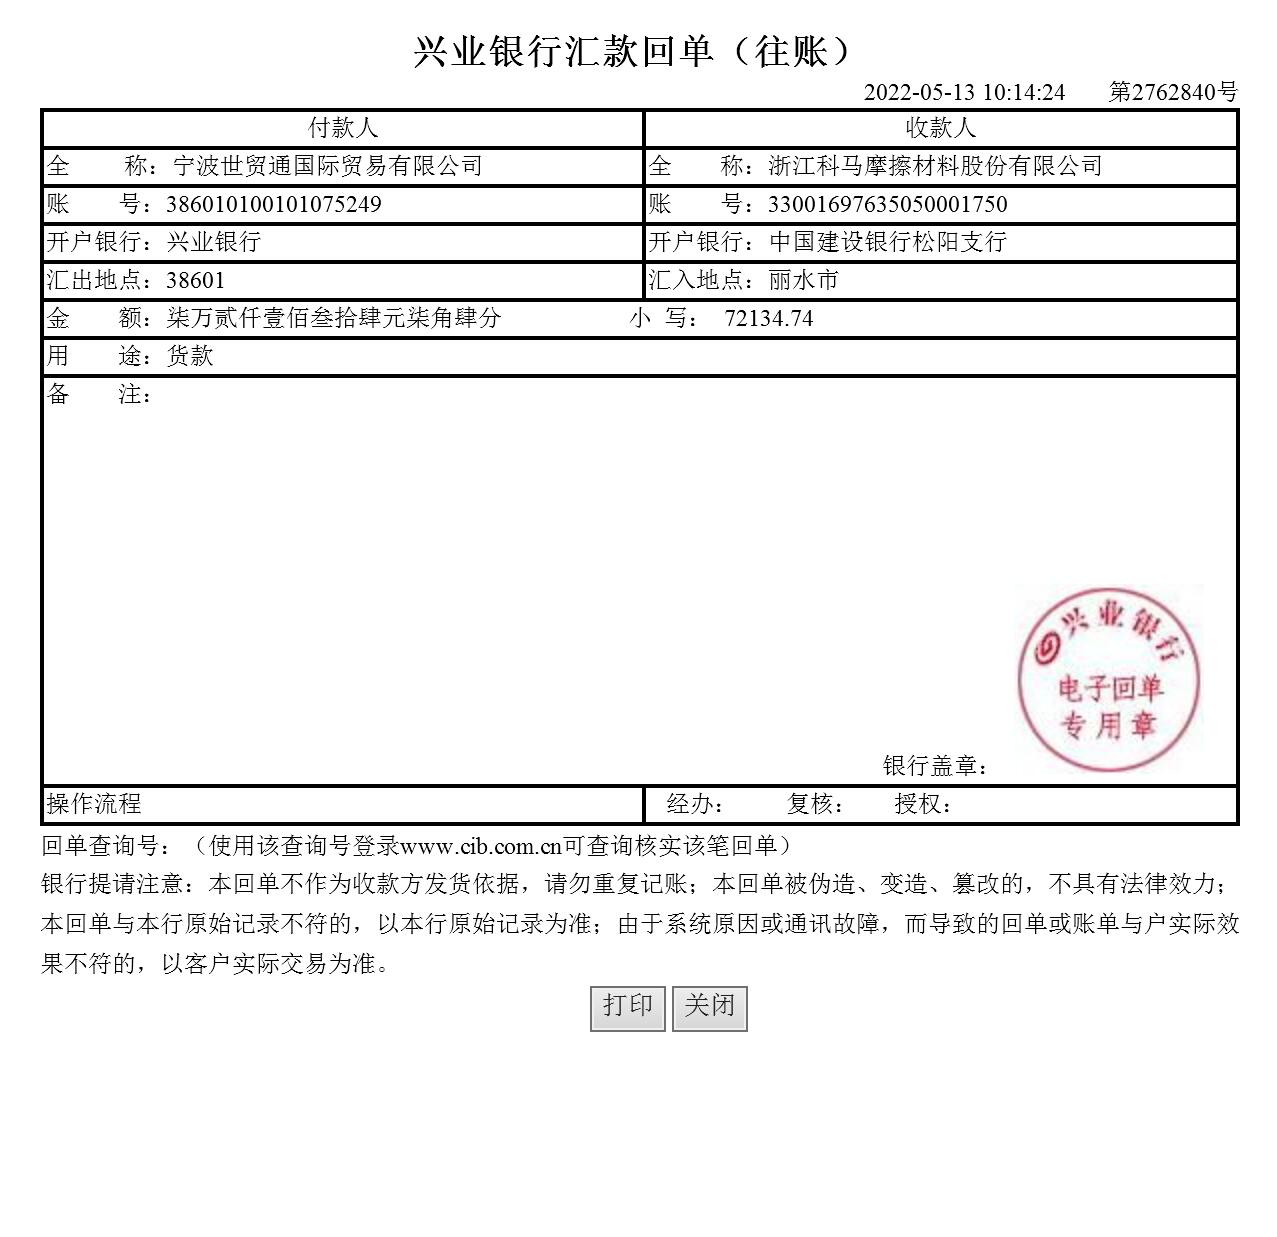 兴业银行汇款回单（往账）
2022-05-13 10:14:24 第2762840号
付款人 收款人
全 称：宁波世贸通国际贸易有限公司 全 称：浙江科马摩擦材料股份有限公司
账 号：386010100101075249 账 号：33001697635050001750
开户银行：兴业银行 开户银行：中国建设银行松阳支行
汇出地点：38601 汇入地点：丽水市
金 额：柒万贰仟壹佰叁拾肆元柒角肆分 小 写： 72134.74
用 途：货款
备 注：
兴业银行
电子回单
专用章
银行盖章：
操作流程 经办： 复核： 授权：
回单查询号：（使用该查询号登录www.cib.com.cn可查询核实该笔回单）
银行提请注意：本回单不作为收款方发货依据，请勿重复记账；本回单被伪造、变造、篡改的，不具有法律效力；
本回单与本行原始记录不符的，以本行原始记录为准；由于系统原因或通讯故障，而导致的回单或账单与户实际效
果不符的，以客户实际交易为准。
打印 关闭